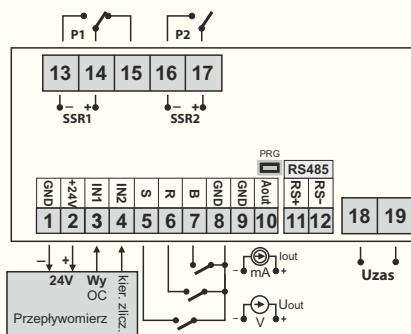 P1 P2
13 14 15 16 17
– + – +
SSR1 SSR2
PRG
RS485
GND +24V IN1 IN2 S R B GND GND Aout RS+ RS-
1 2 3 4 5 6 7 8 9 10 11 12 18 19
– +
24V Wy
OC
kier. zlicz.
Przepływomierz
Iout
– mA +
Uout
– V +
Uzas